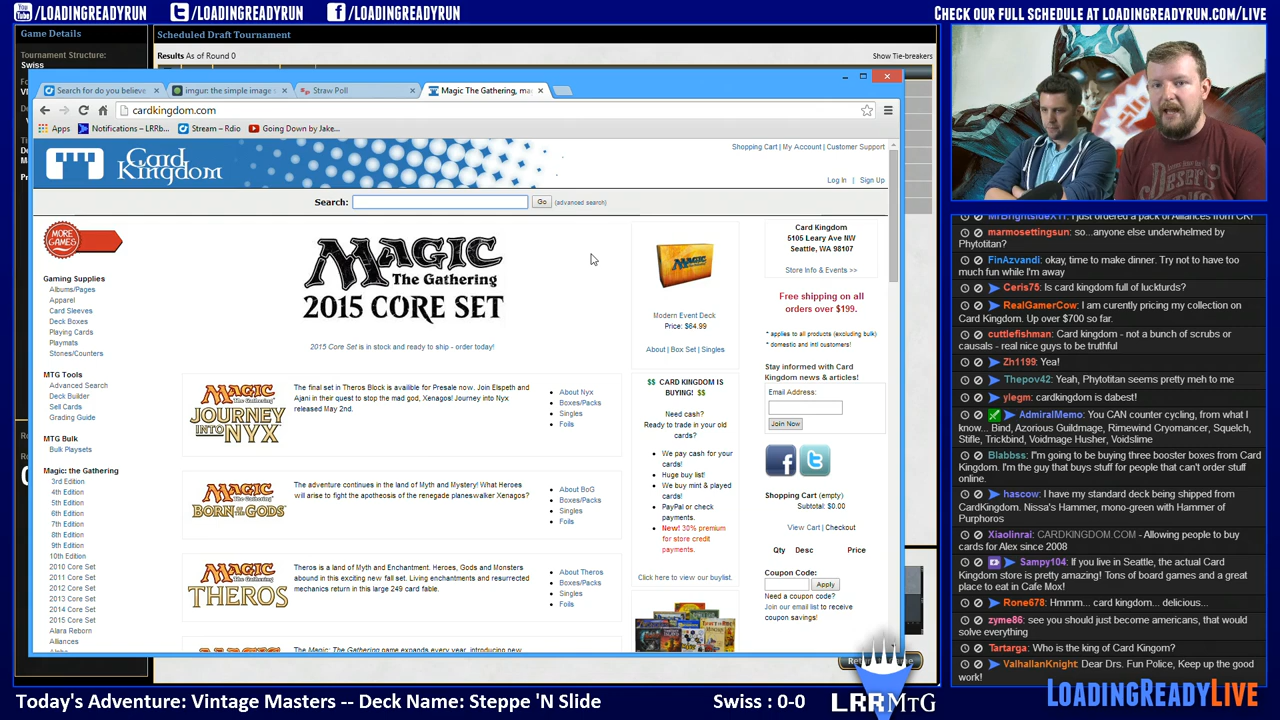 /LOADINGREADYRUN /LOADINGREADYRUN /LOADINGREADYRUN CHECK OUR FULL SCHEDULE AT LOADINGREADYRUN.COM/LIVE
Game Details
Tournament Structure:
Swiss
Scheduled Draft Tournament
Results As of Round 0
Show Tie-breakers
Search for do you believe
imgur: the simple image s
Straw Poll
Magic The Gathering, ma
cardkingdom.com
Apps
Notifications – LRRb...
Stream – Rdio
Going Down by Jake...
Card Kingdom
Shopping Cart | My Account | Customer Support
Log In | Sign Up
Search:
Go
(advanced search)
MORE GAMES
Gaming Supplies
Albums/Pages
Apparel
Card Sleeves
Deck Boxes
Playing Cards
Playmats
Stones/Counters
MTG Tools
Advanced Search
Deck Builder
Sell Cards
Grading Guide
MTG Bulk
Bulk Playsets
Magic: the Gathering
3rd Edition
4th Edition
5th Edition
6th Edition
7th Edition
8th Edition
9th Edition
10th Edition
2010 Core Set
2011 Core Set
2012 Core Set
2013 Core Set
2014 Core Set
2015 Core Set
Alara Reborn
Alliances
MAGIC
The Gathering
2015 CORE SET
2015 Core Set is in stock and ready to ship - order today!
MAGIC
The Gathering
JOURNEY INTO NYX
The final set in Theros Block is availible for Presale now. Join Elspeth and
Ajani in their quest to stop the mad god, Xenagos! Journey into Nyx
released May 2nd.
About Nyx
Boxes/Packs
Singles
Foils
MAGIC
The Gathering
BORN OF THE GODS
The adventure continues in the land of Myth and Mystery! What Heroes
will arise to fight the apotheosis of the renegade planeswalker Xenagos?
About BoG
Boxes/Packs
Singles
Foils
MAGIC
The Gathering
THEROS
Theros is a land of Myth and Enchantment. Heroes, Gods and Monsters
abound in this exciting new fall set. Living enchantments and resurrected
mechanics return in this large 249 card fable.
About Theros
Boxes/Packs
Singles
Foils
The Magic: The Gathering game expands every year, introducing new
MAGIC
Modern Event Deck
Price: $64.99
About | Box Set | Singles
$$ CARD KINGDOM IS
BUYING! $$
Need cash?
Ready to trade in your old
cards?
We pay cash for your
cards!
Huge buy list!
We buy mint & played
cards!
PayPal or check
payments.
New! 30% premium
for store credit
payments.
Click here to view our buylist.
Card Kingdom
5105 Leary Ave NW
Seattle, WA 98107
Store Info & Events >>
Free shipping on all
orders over $199.
* applies to all products (excluding bulk)
* domestic and intl customers!
Stay informed with Card
Kingdom news & articles!
Email Address:
Join Now
Shopping Cart (empty)
Subtotal: $0.00
View Cart | Checkout
Qty Desc Price
Coupon Code:
Apply
Need a coupon code?
Join our email list to receive
coupon savings!
MrBrightsideX11: I just ordered a pack of Alliances from CK!
marmosettingsun: so...anyone else underwhelmed by
Phytotitan?
FinAzvandi: okay, time to make dinner. Try not to have too
much fun while I'm away
Ceris75: Is card kingdom full of luckturds?
RealGamerCow: I am curently pricing my collection on
Card Kingdom. Up over $700 so far.
cuttlefishman: Card kingdom - not a bunch of scrubs or
causals - real nice guys to be truthful
Zh1199: Yea!
Thepov42: Yeah, Phytotitan seems pretty meh to me
ylegm: cardkingdom is dabest!
AdmiralMemo: You CAN counter cycling, from what I
know... Bind, Azorious Guildmage, Rimewind Cryomancer, Squelch,
Stifle, Trickbind, Voidmage Husher, Voidslime
Blabbss: I'm going to be buying three booster boxes from Card
Kingdom. I'm the guy that buys stuff for people that can't order stuff
online.
hascow: I have my standard deck being shipped from
CardKingdom. Nissa's Hammer, mono-green with Hammer of
Purphoros
Xiaolinrai: CARDKINGDOM.COM - Allowing people to buy
cards for Alex since 2008
Sampy104: If you live in Seattle, the actual Card
Kingdom store is pretty amazing! Tons of board games and a great
place to eat in Cafe Mox!
Rone678: Hmmm... card kingdom... delicious...
zyme86: see you should just become americans, that would
solve everything
Tartarga: Who is the king of Card Kingom?
ValhallanKnight: Dear Drs. Fun Police, Keep up the good
work!
Today's Adventure: Vintage Masters -- Deck Name: Steppe 'N Slide
Swiss : 0-0
LRRMTG
LOADINGREADYLIVE